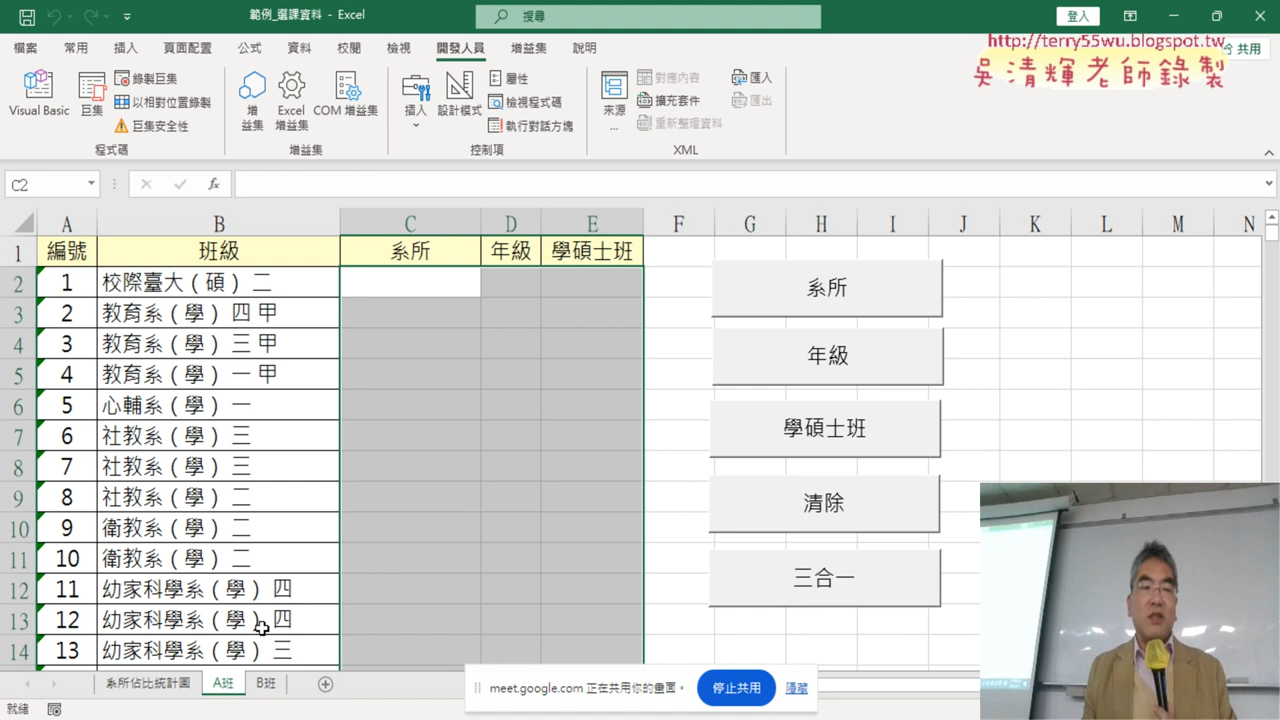 範例_選課資料 - Excel
搜尋
登入
檔案 常用 插入 頁面配置 公式 資料 校閱 檢視 開發人員 增益集 說明
共用
http://terry55wu.blogspot.tw
吳清輝老師錄製
Visual Basic
巨集
錄製巨集
以相對位置錄製
巨集安全性
程式碼
增益集
Excel 增益集
COM 增益集
增益集
插入
設計模式
屬性
檢視程式碼
執行對話方塊
控制項
來源...
對應內容
擴充套件
重新整理資料
匯入
匯出
XML
C2
fx
A B C D E F G H I J K L M N
1 編號 班級 系所 年級 學碩士班
2 1 校際臺大（碩） 二
3 2 教育系（學） 四 甲
4 3 教育系（學） 三 甲
5 4 教育系（學） 一 甲
6 5 心輔系（學） 一
7 6 社教系（學） 三
8 7 社教系（學） 三
9 8 社教系（學） 二
10 9 衛教系（學） 二
11 10 衛教系（學） 二
12 11 幼家科學系（學） 四
13 12 幼家科學系（學） 四
14 13 幼家科學系（學） 三
系所
年級
學碩士班
清除
三合一
系所佔比統計圖 A班 B班
meet.google.com 正在共用你的畫面。 停止共用 隱藏
就緒